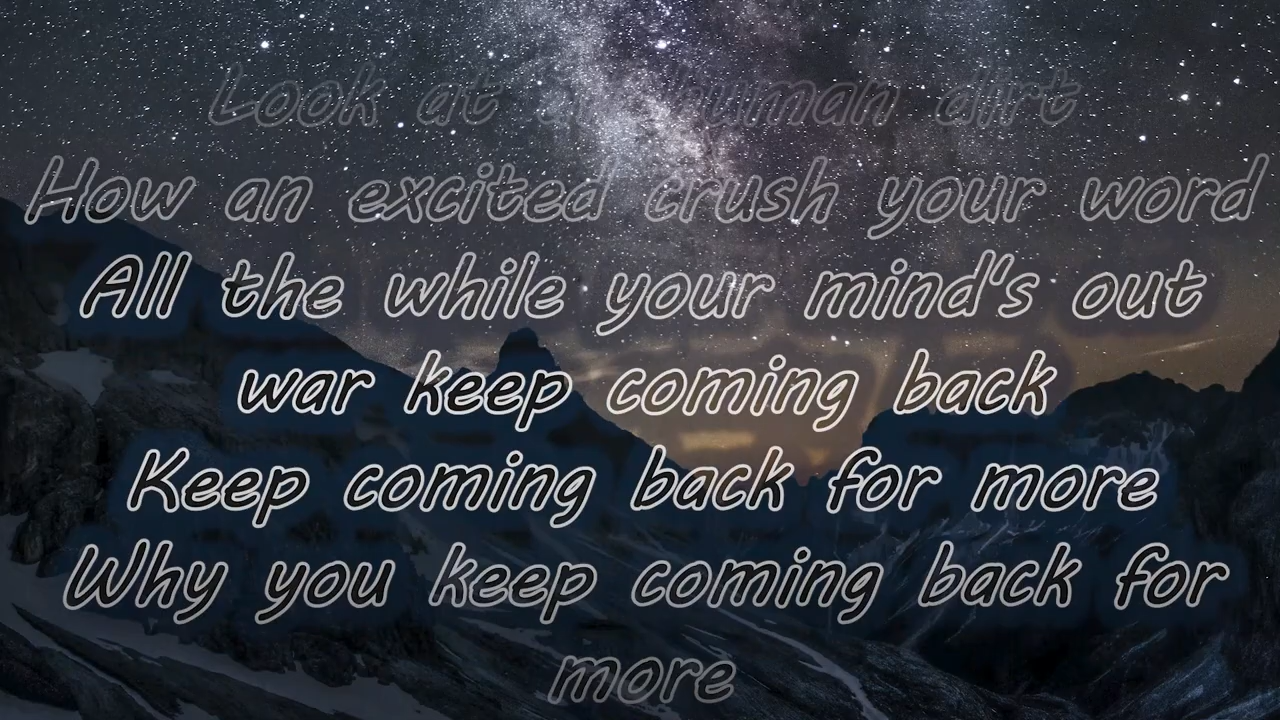 Look at human dirt
How an excited crush your word
All the while your mind's out
war keep coming back
Keep coming back for more
Why you keep coming back for
more